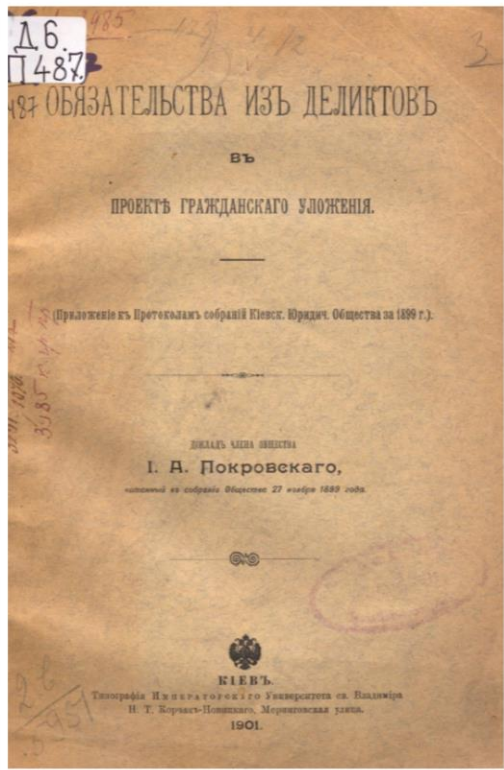 1985
Д 6.
П 487.
487 ОБЯЗАТЕЛЬСТВА ИЗЪ ДЕЛИКТОВЪ
ВЪ
ПРОЕКТѢ ГРАЖДАНСКАГО УЛОЖЕНІЯ.
(Приложеніе къ Протоколамъ собраній Кіевск. Юридич. Общества за 1899 г.).
ДОКЛАДЪ ЧЛЕНА ОБЩЕСТВА
І. А. Покровскаго,
читанный въ собраніи Общества 27 ноября 1899 года.
КІЕВЪ.
Типографія ИМПЕРАТОРСКАГО Университета св. Владиміра
Н. Т. Корчакъ-Новицкаго, Меринговская улица.
1901.